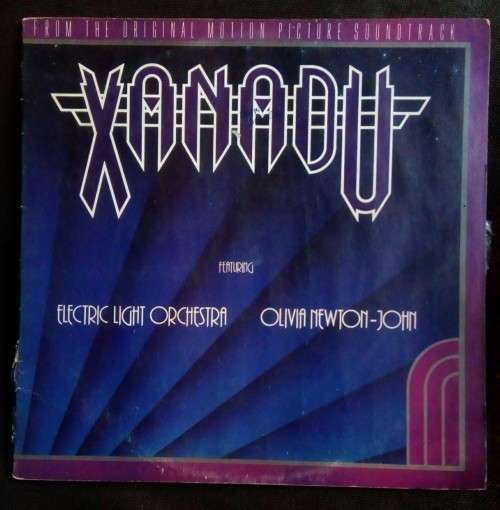 FROM THE ORIGINAL MOTION PICTURE SOUNDTRACK
XANADU
FEATURING
ELECTRIC LIGHT ORCHESTRA OLIVIA NEWTON-JOHN